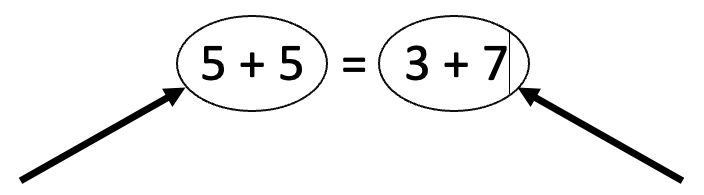 5 + 5 = 3 + 7